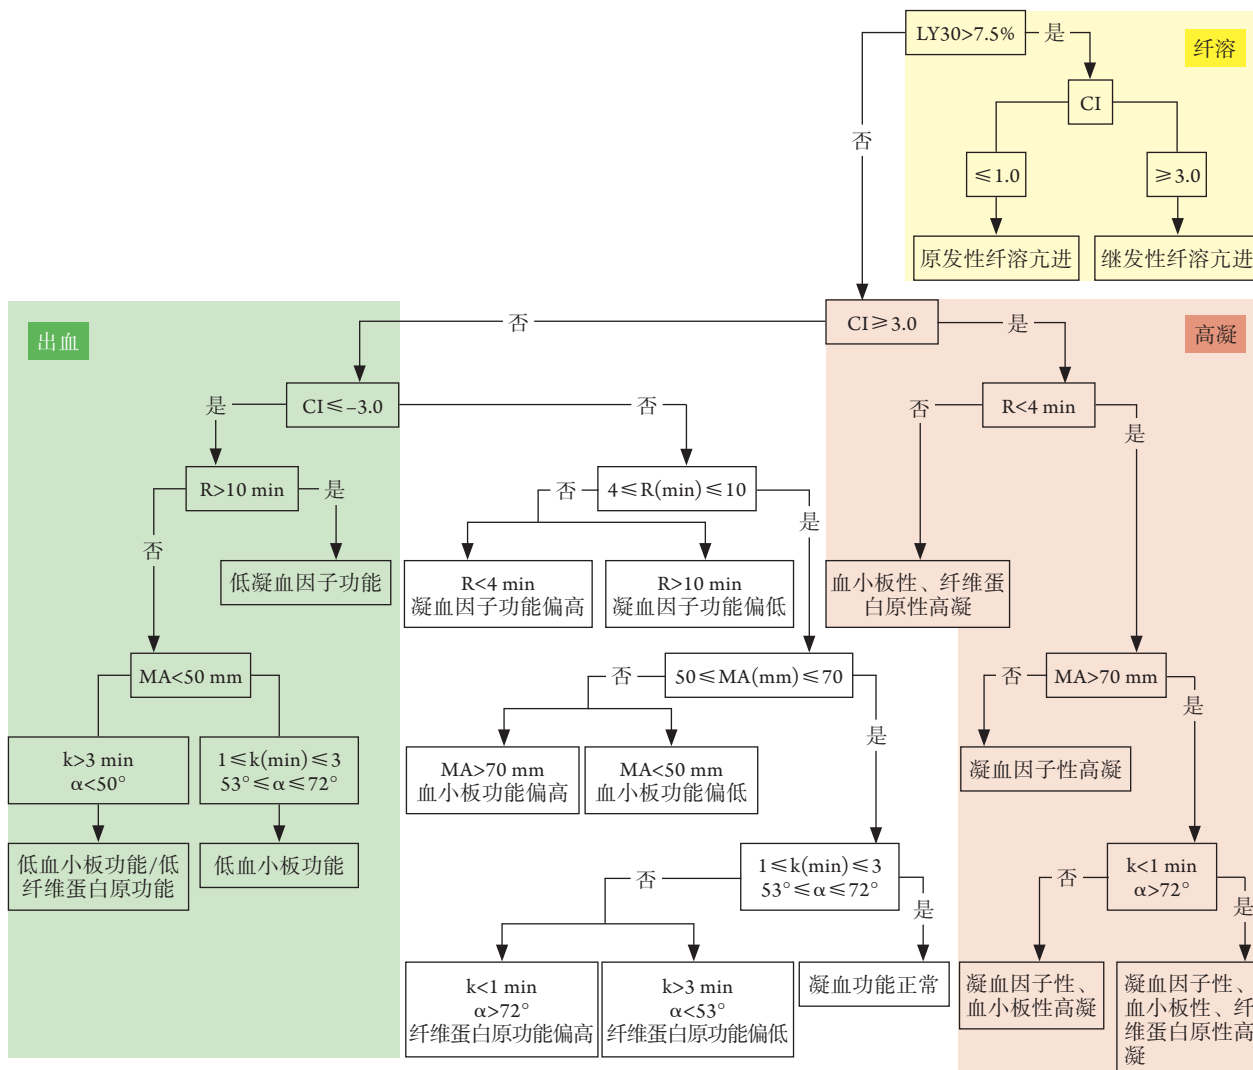 LY30>7.5%
是
纤溶
CI
否
≤1.0
≥3.0
原发性纤溶亢进
继发性纤溶亢进
出血
否
CI≥3.0
是
高凝
是
CI≤–3.0
否
否
R<4 min
是
R>10 min
是
否
4≤R(min)≤10
是
否
低凝血因子功能
R<4 min
凝血因子功能偏高
R>10 min
凝血因子功能偏低
血小板性、纤维蛋
白原性高凝
MA<50 mm
否
50≤MA(mm)≤70
是
否
MA>70 mm
是
k>3 min
α<50°
1≤k(min)≤3
53°≤α≤72°
MA>70 mm
血小板功能偏高
MA<50 mm
血小板功能偏低
凝血因子性高凝
低血小板功能/低
纤维蛋白原功能
低血小板功能
否
1≤k(min)≤3
53°≤α≤72°
是
否
k<1 min
α>72°
是
k<1 min
α>72°
纤维蛋白原功能偏高
k>3 min
α<53°
纤维蛋白原功能偏低
凝血功能正常
凝血因子性、
血小板性高凝
凝血因子性、
血小板性、纤
维蛋白原性高
凝